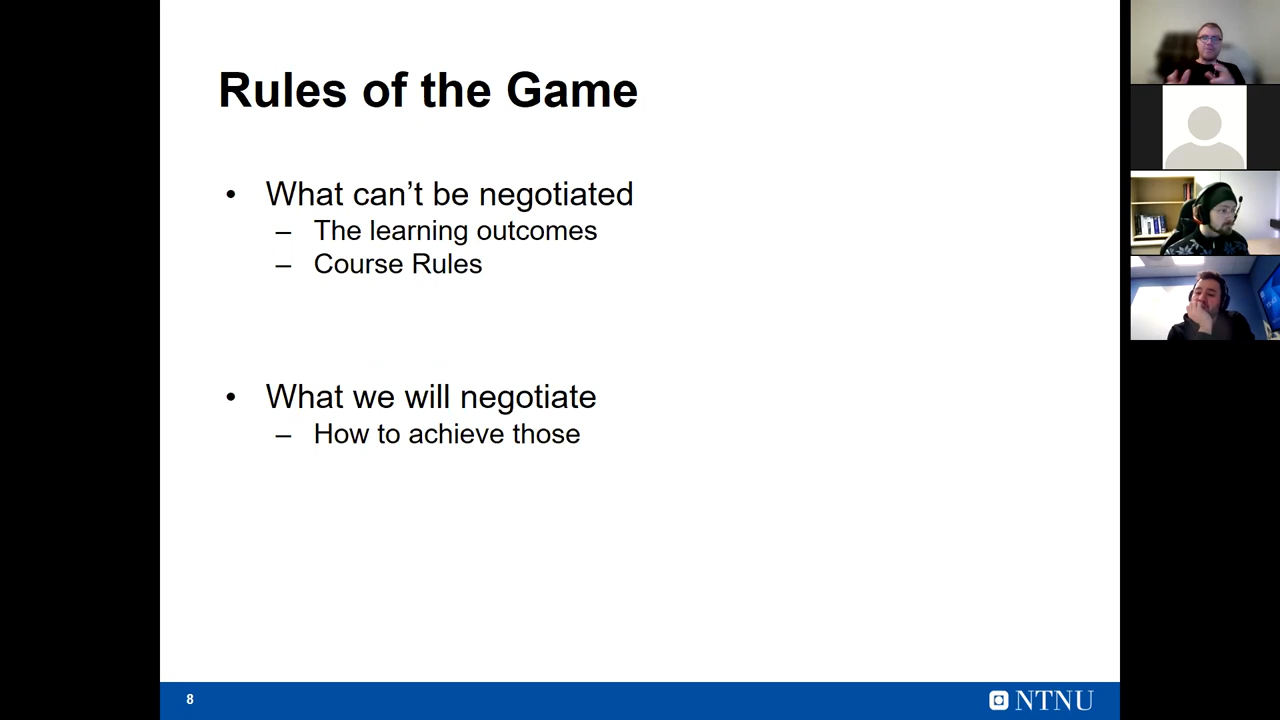 Rules of the Game
• What can’t be negotiated
– The learning outcomes
– Course Rules
• What we will negotiate
– How to achieve those
8
NTNU